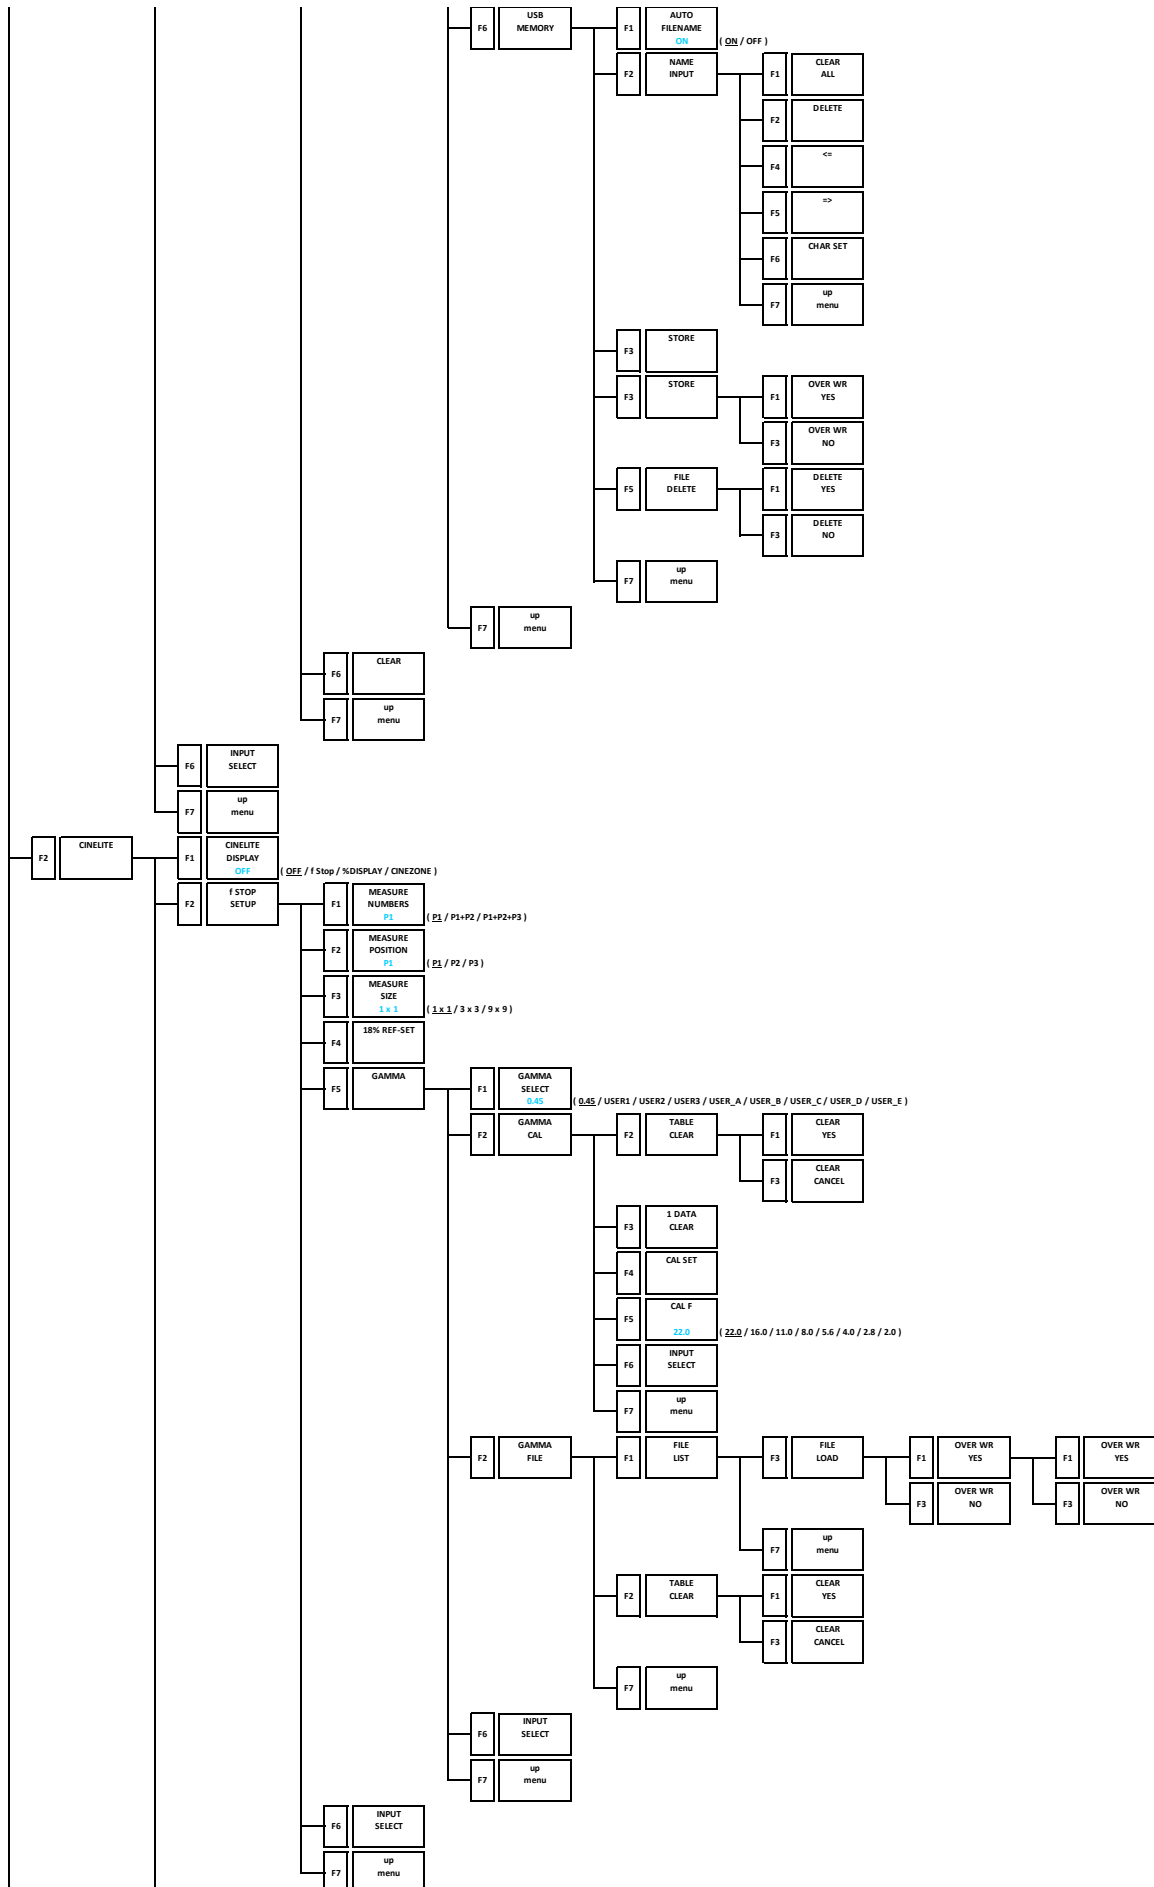 F6
USB
MEMORY
F1
AUTO
FILENAME
ON
( ON / OFF )
F2
NAME
INPUT
F1
CLEAR
ALL
F2
DELETE
F4
<=
F5
=>
F6
CHAR SET
F7
up
menu
F3
STORE
F3
STORE
F1
OVER WR
YES
F3
OVER WR
NO
F5
FILE
DELETE
F1
DELETE
YES
F3
DELETE
NO
F7
up
menu
F7
up
menu
F6
CLEAR
F7
up
menu
F6
INPUT
SELECT
F7
up
menu
F2
CINELITE
F1
CINELITE
DISPLAY
OFF
( OFF / f Stop / %DISPLAY / CINEZONE )
F2
f STOP
SETUP
F1
MEASURE
NUMBERS
P1
( P1 / P1+P2 / P1+P2+P3 )
F2
MEASURE
POSITION
P1
( P1 / P2 / P3 )
F3
MEASURE
SIZE
1 x 1
( 1 x 1 / 3 x 3 / 9 x 9 )
F4
18% REF-SET
F5
GAMMA
F1
GAMMA
SELECT
0.45
( 0.45 / USER1 / USER2 / USER3 / USER_A / USER_B / USER_C / USER_D / USER_E )
F2
GAMMA
CAL
F2
TABLE
CLEAR
F1
CLEAR
YES
F3
CLEAR
CANCEL
F3
1 DATA
CLEAR
F4
CAL SET
F5
CAL F
22.0
( 22.0 / 16.0 / 11.0 / 8.0 / 5.6 / 4.0 / 2.8 / 2.0 )
F6
INPUT
SELECT
F7
up
menu
F2
GAMMA
FILE
F1
FILE
LIST
F3
FILE
LOAD
F1
OVER WR
YES
F1
OVER WR
YES
F3
OVER WR
NO
F3
OVER WR
NO
F7
up
menu
F2
TABLE
CLEAR
F1
CLEAR
YES
F3
CLEAR
CANCEL
F7
up
menu
F6
INPUT
SELECT
F7
up
menu
F6
INPUT
SELECT
F7
up
menu